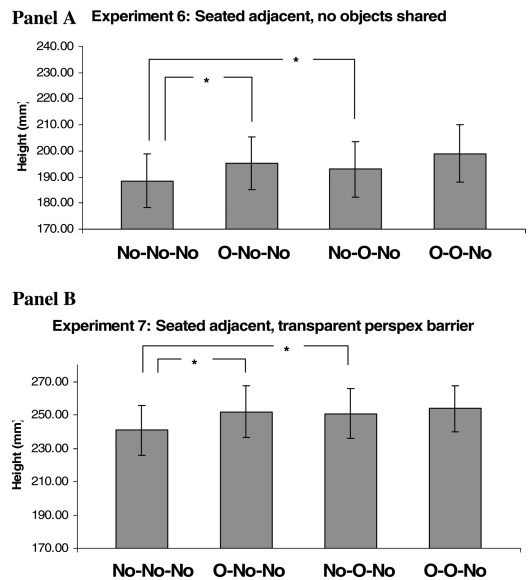 Panel A Experiment 6: Seated adjacent, no objects shared
240.00
230.00
220.00
210.00
200.00
190.00
180.00
170.00
Height (mm)
*
*
No-No-No O-No-No No-O-No O-O-No
Panel B
Experiment 7: Seated adjacent, transparent perspex barrier
270.00
250.00
230.00
210.00
190.00
170.00
Height (mm)
*
*
No-No-No O-No-No No-O-No O-O-No